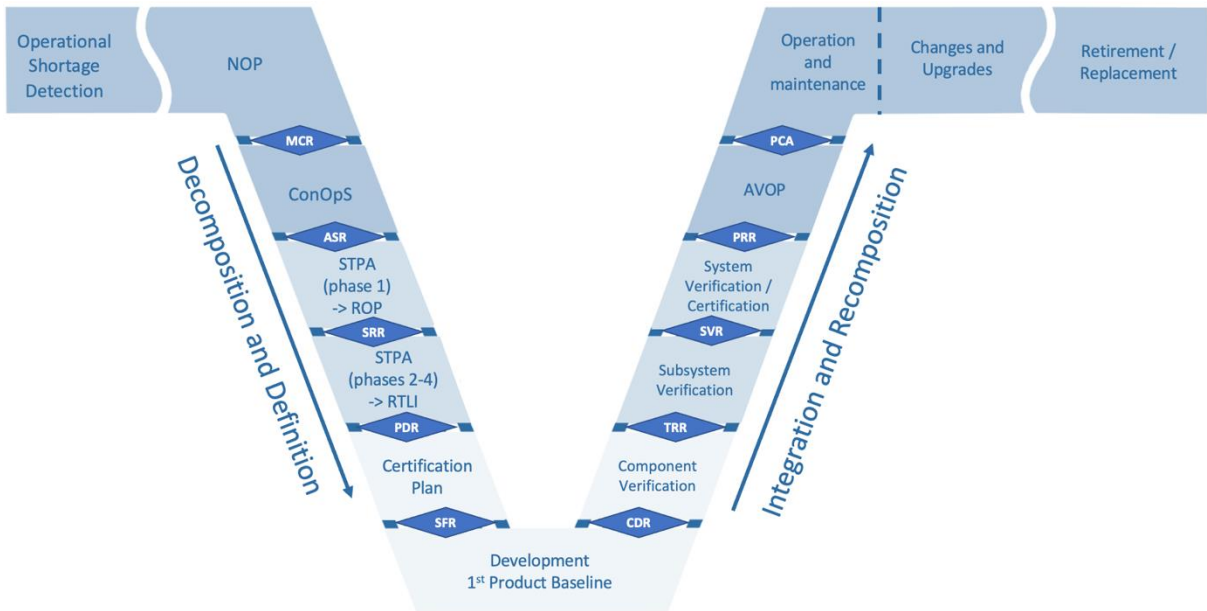 Operational
Shortage
Detection
NOP
MCR
ConOpS
ASR
STPA
(phase 1)
-> ROP
SRR
STPA
(phases 2-4)
-> RTLI
PDR
Certification
Plan
SFR
Decomposition and Definition
Development
1st Product Baseline
CDR
Component
Verification
TRR
Subsystem
Verification
SVR
System
Verification /
Certification
PRR
AVOP
PCA
Operation
and
maintenance
Integration and Recomposition
Changes and
Upgrades
Retirement /
Replacement